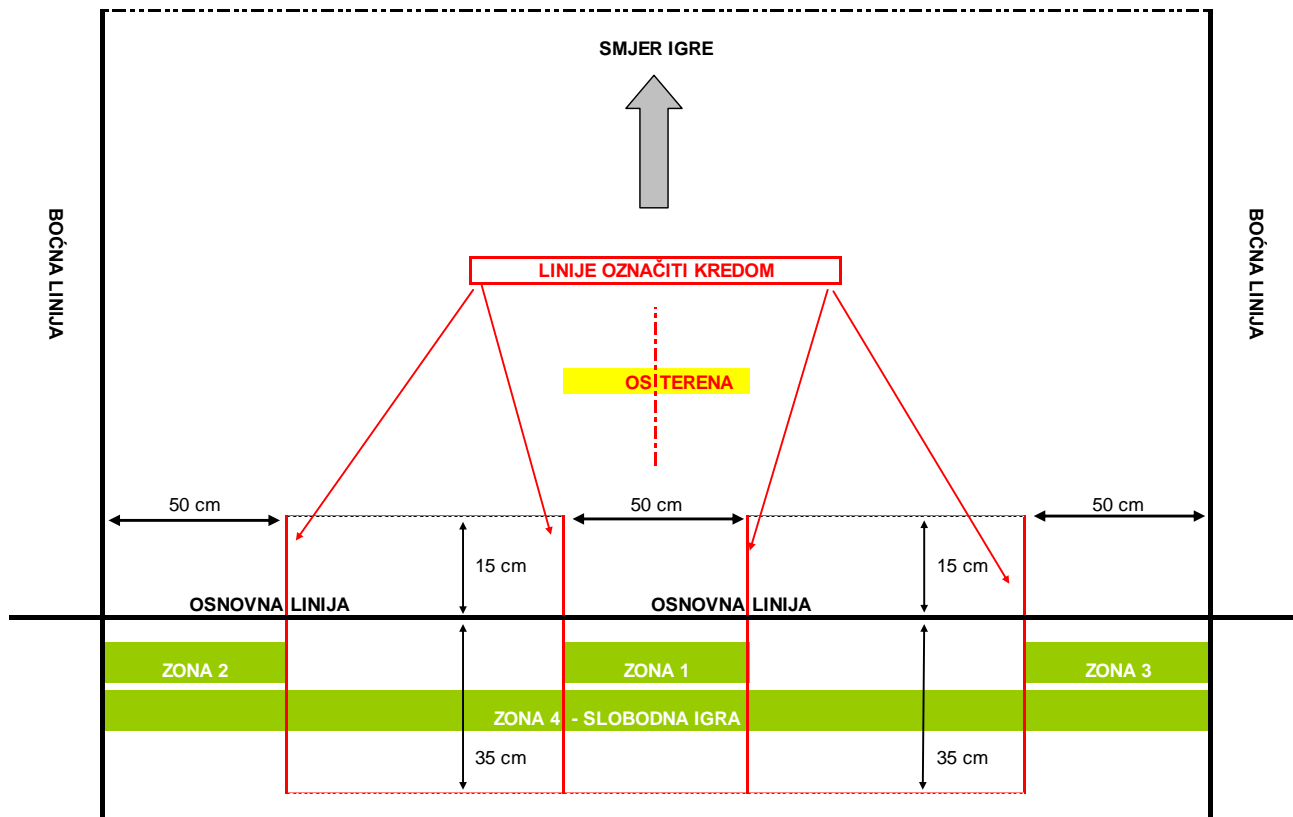 SMJER IGRE
BOĆNA LINIJA
BOĆNA LINIJA
LINIJE OZNAČITI KREDOM
OS TERENA
50 cm
50 cm
50 cm
15 cm
15 cm
OSNOVNA LINIJA
OSNOVNA LINIJA
ZONA 2
ZONA 1
ZONA 3
ZONA 4 - SLOBODNA IGRA
35 cm
35 cm